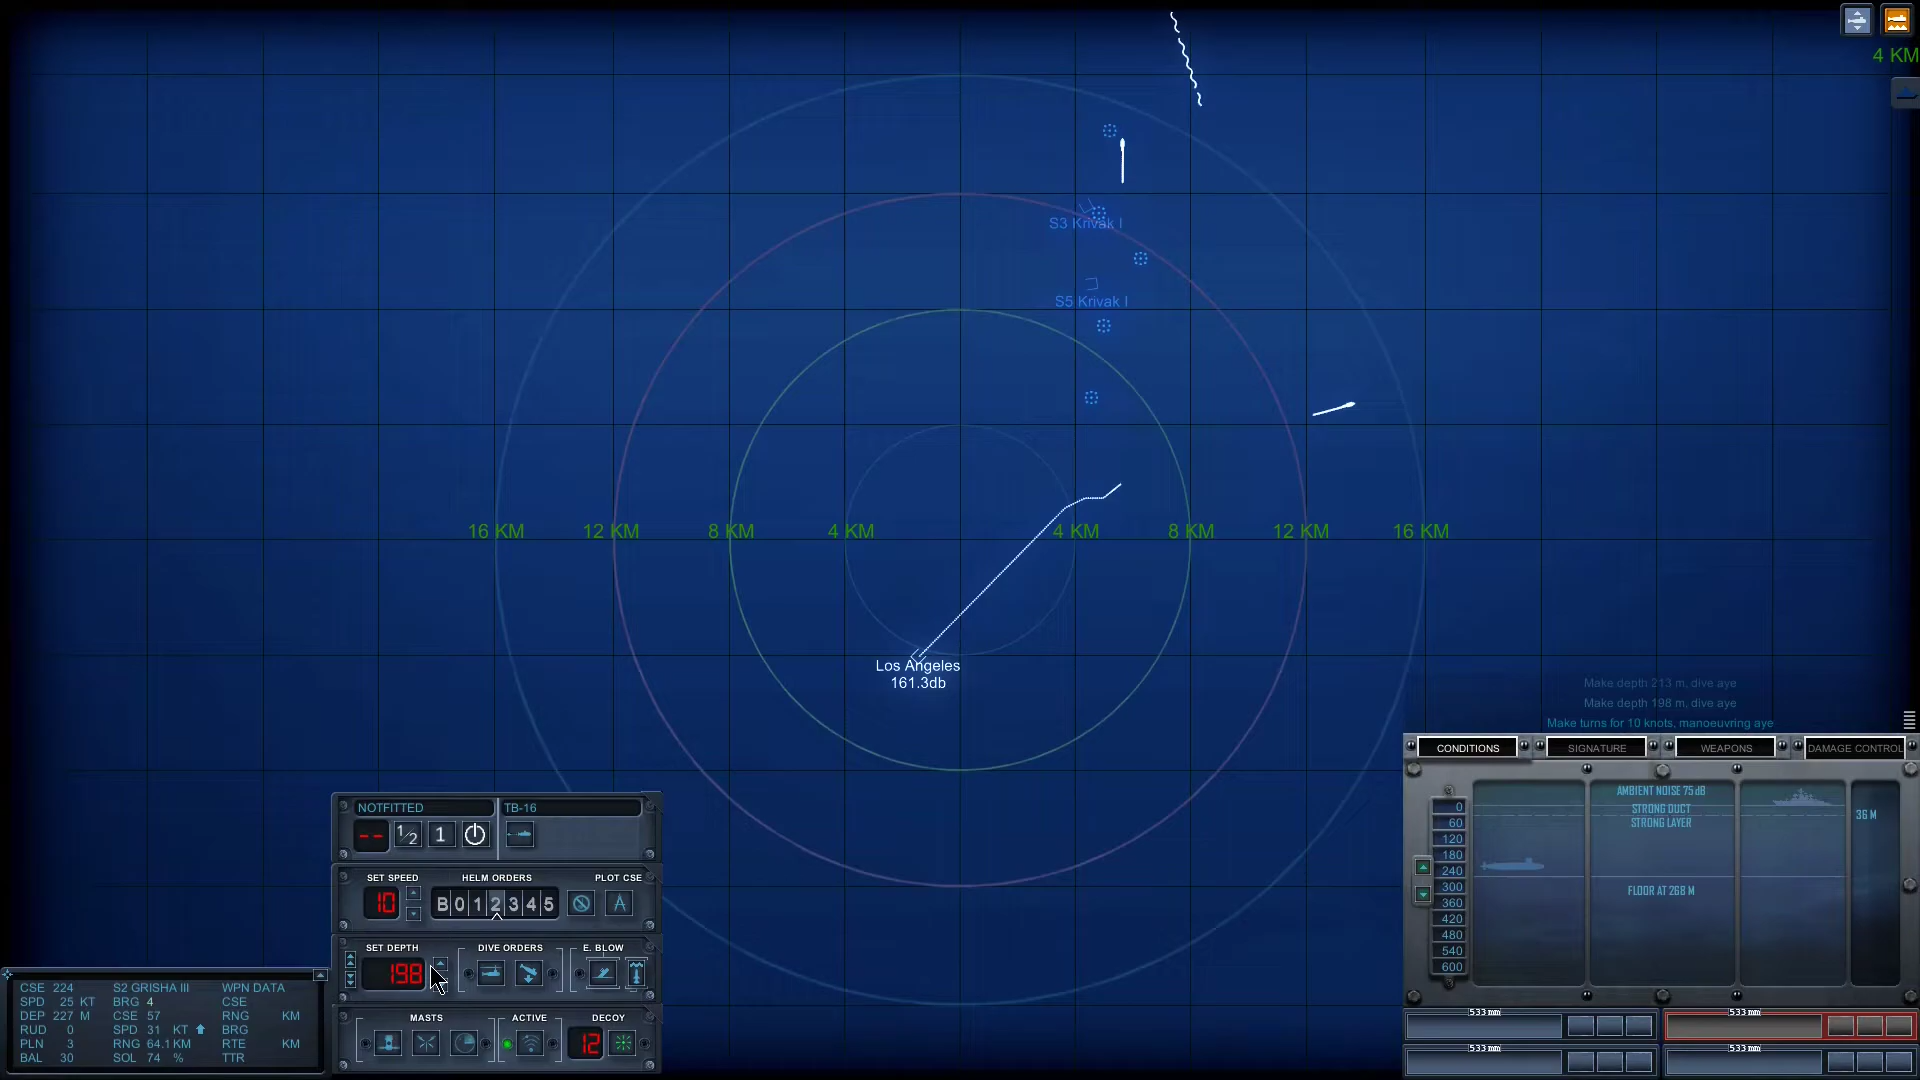 4 KM
S3 Krivak I
S5 Krivak I
16 KM 12 KM 8 KM 4 KM 4 KM 8 KM 12 KM 16 KM
Los Angeles
161.3db
Make depth 213 m, dive aye
Make depth 198 m, dive aye
Make turns for 10 knots, manoeuvring aye
CONDITIONS SIGNATURE WEAPONS DAMAGE CONTROL
0
60
120
180
240
300
360
420
480
540
600
AMBIENT NOISE 75 dB
STRONG DUCT
STRONG LAYER
36 M
FLOOR AT 268 M
533 mm 533 mm
533 mm 533 mm
NOTFITTED TB-16
-- 1/2 1
SET SPEED HELM ORDERS PLOT CSE
10 B 0 1 2 3 4 5
SET DEPTH DIVE ORDERS E. BLOW
198
MASTS ACTIVE DECOY
12
CSE 224 S2 GRISHA III WPN DATA
SPD 25 KT BRG 4 CSE
DEP 227 M CSE 57 RNG KM
RUD 0 SPD 31 KT BRG
PLN 3 RNG 64.1 KM RTE KM
BAL 30 SOL 74 % TTR